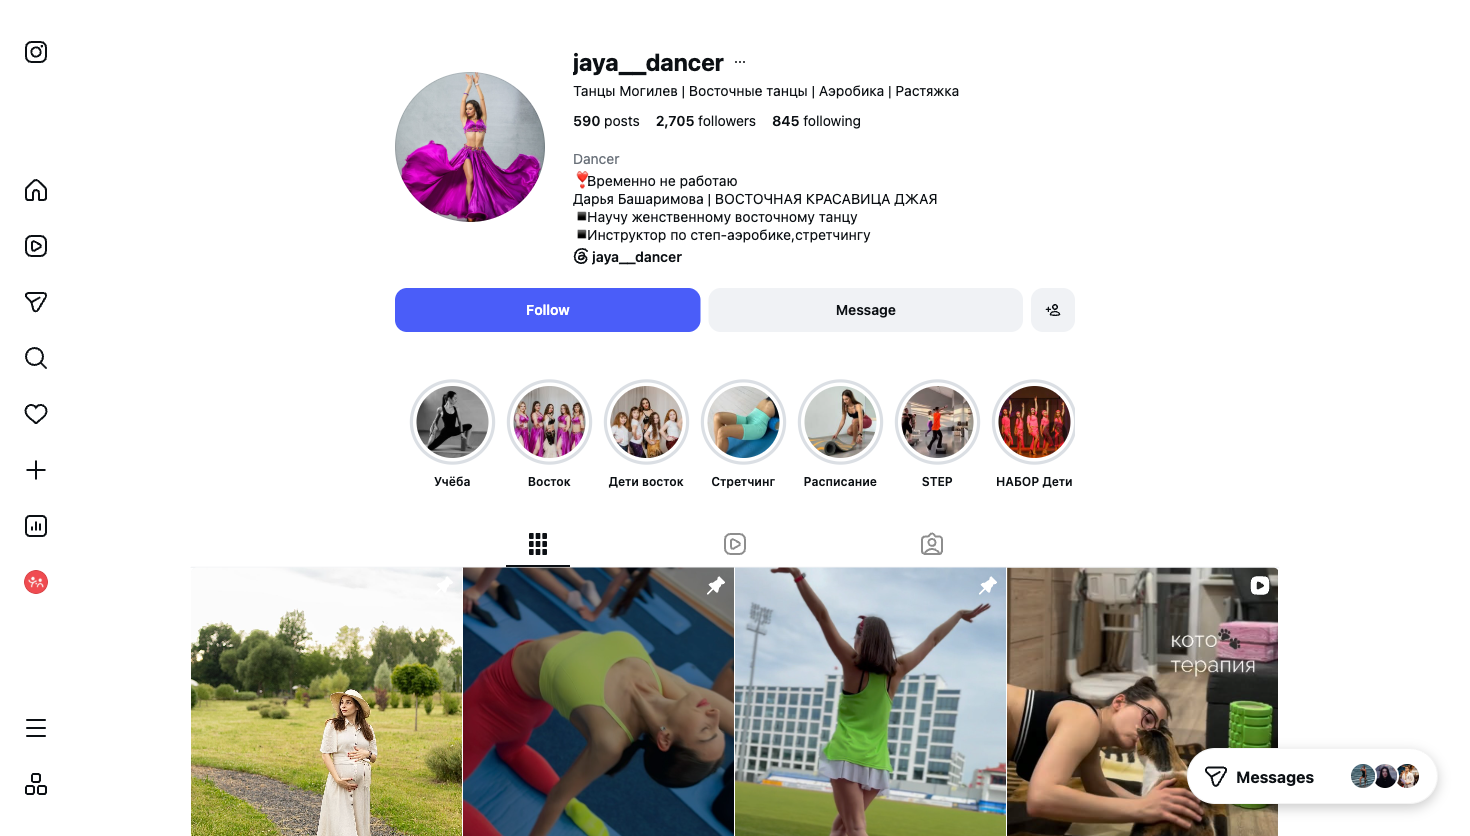 jaya__dancer ...
Танцы Могилев | Восточные танцы | Аэробика | Растяжка
590 posts 2,705 followers 845 following
Dancer
❣️Временно не работаю
Дарья Башаримова | ВОСТОЧНАЯ КРАСАВИЦА ДЖАЯ
▪️Научу женственному восточному танцу
▪️Инструктор по степ-аэробике,стретчингу
jaya__dancer
Follow Message
Учёба Восток Дети восток Стретчинг Расписание STEP НАБОР Дети
кото
терапия
Messages